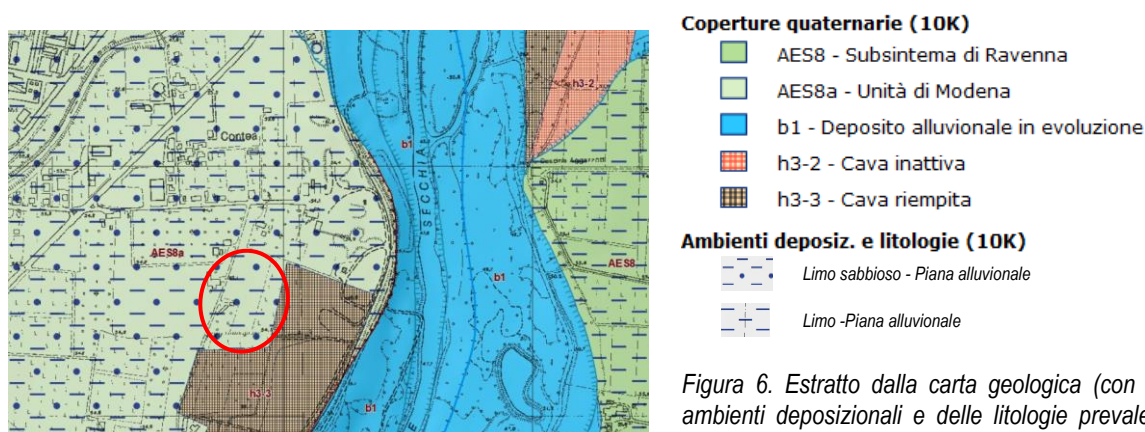 Coperture quaternarie (10K)
AES8 - Subsintema di Ravenna
AES8a - Unità di Modena
b1 - Deposito alluvionale in evoluzione
h3-2 - Cava inattiva
h3-3 - Cava riempita
Ambienti deposiz. e litologie (10K)
Limo sabbioso - Piana alluvionale
Limo -Piana alluvionale
Figura 6. Estratto dalla carta geologica (con
ambienti deposizionali e delle litologie prevale
h3-2
Contea
b1
SECCHIA
AES8a
b1
AES8
h3-3
b1